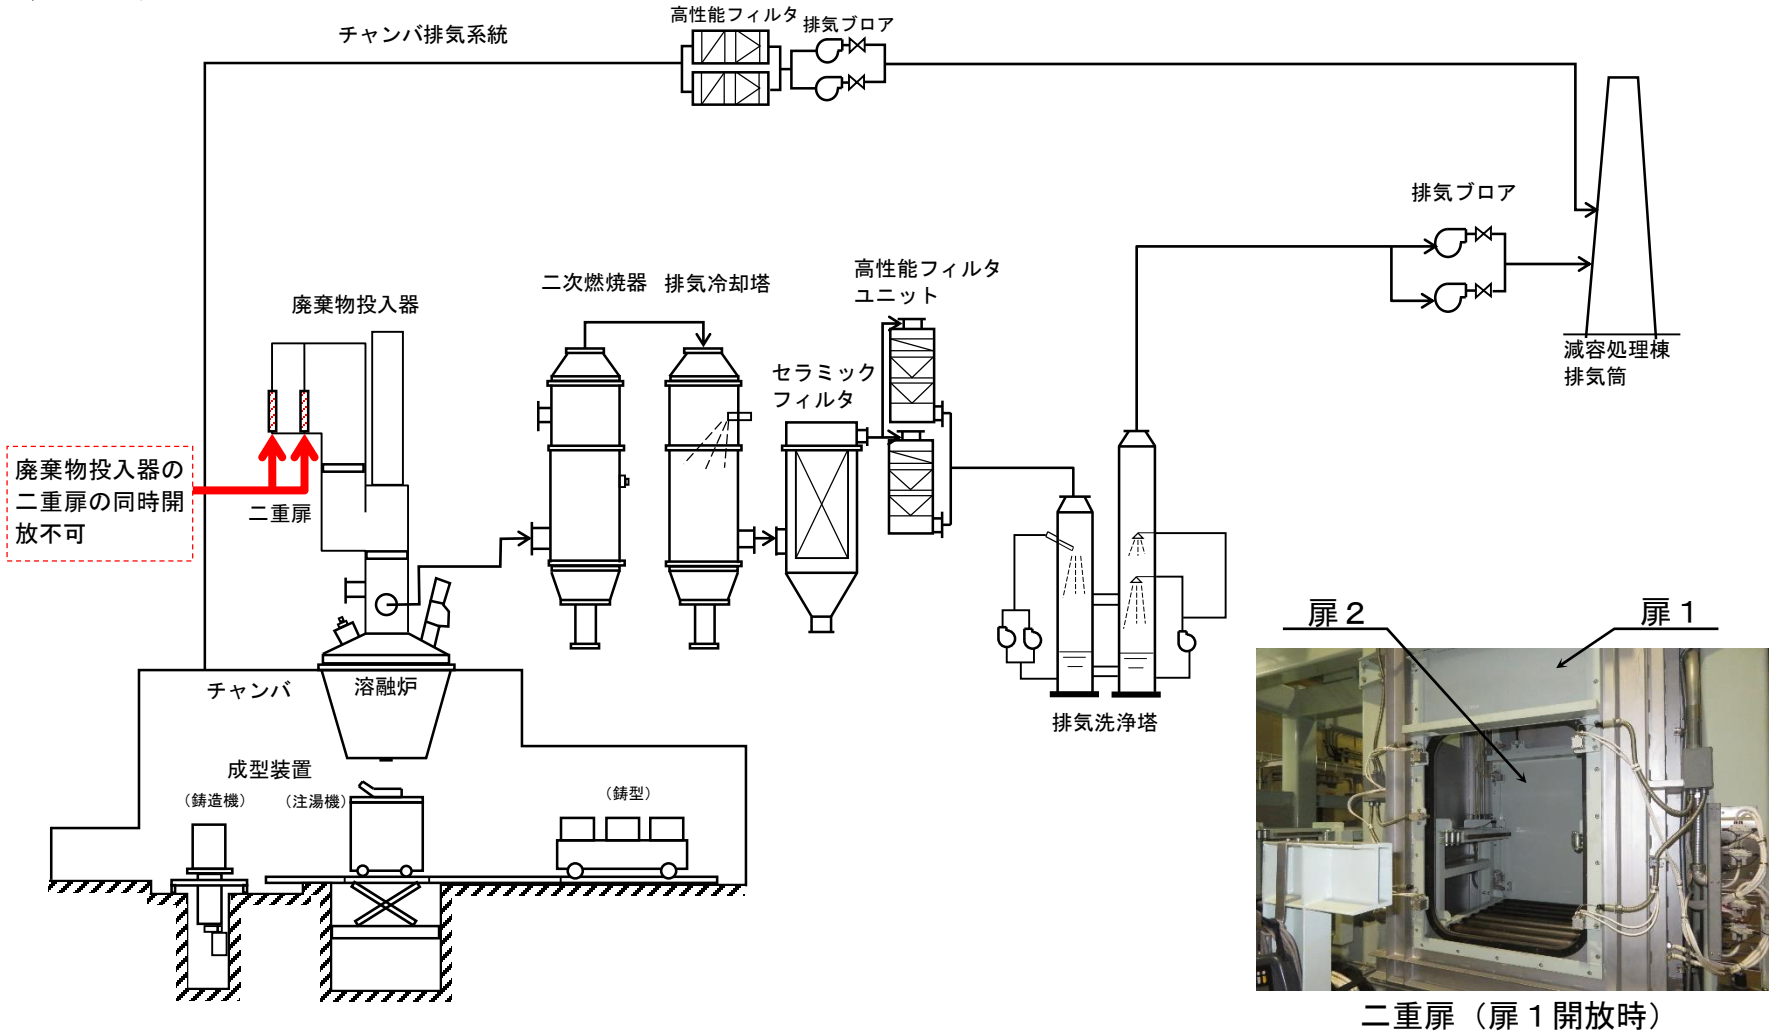 チャンバ排気系統
高性能フィルタ
排気ブロア
排気ブロア
二次燃焼器
排気冷却塔
高性能フィルタ
ユニット
廃棄物投入器
減容処理棟
排気筒
セラミック
フィルタ
廃棄物投入器の
二重扉の同時開
放不可
二重扉
扉2
扉1
チャンバ
溶融炉
排気洗浄塔
成型装置
（鋳造機）
（注湯機）
（鋳型）
二重扉（扉１開放時）